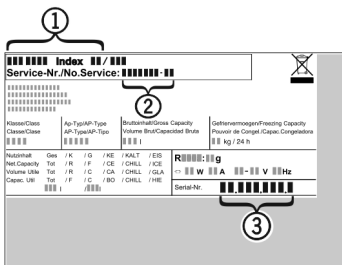 1
Index /
Service-Nr./No.Service: -
2
Klasse/Class
Classe/Clase
Ap-Typ/AP-Type
AP-Type/AP-Tipo
Bruttoinhalt/Gross Capacity
Volume Brut/Capacidad Bruta
l
Gefriervermoegen/Freezing Capacity
Pouvoir de Congel./Capac.Congeladora
kg / 24 h
Nutzinhalt Ges / K / G / KE / KALT / EIS
Net.Capacity Tot / R / F / CE / CHILL / ICE
Volume Utile Tot / R / C / CA / CHILL / GLA
Capac. Util Tot / F / C / BO / CHILL / HIE
l / l
R : g
W A - V Hz
Serial-Nr. . . .
3